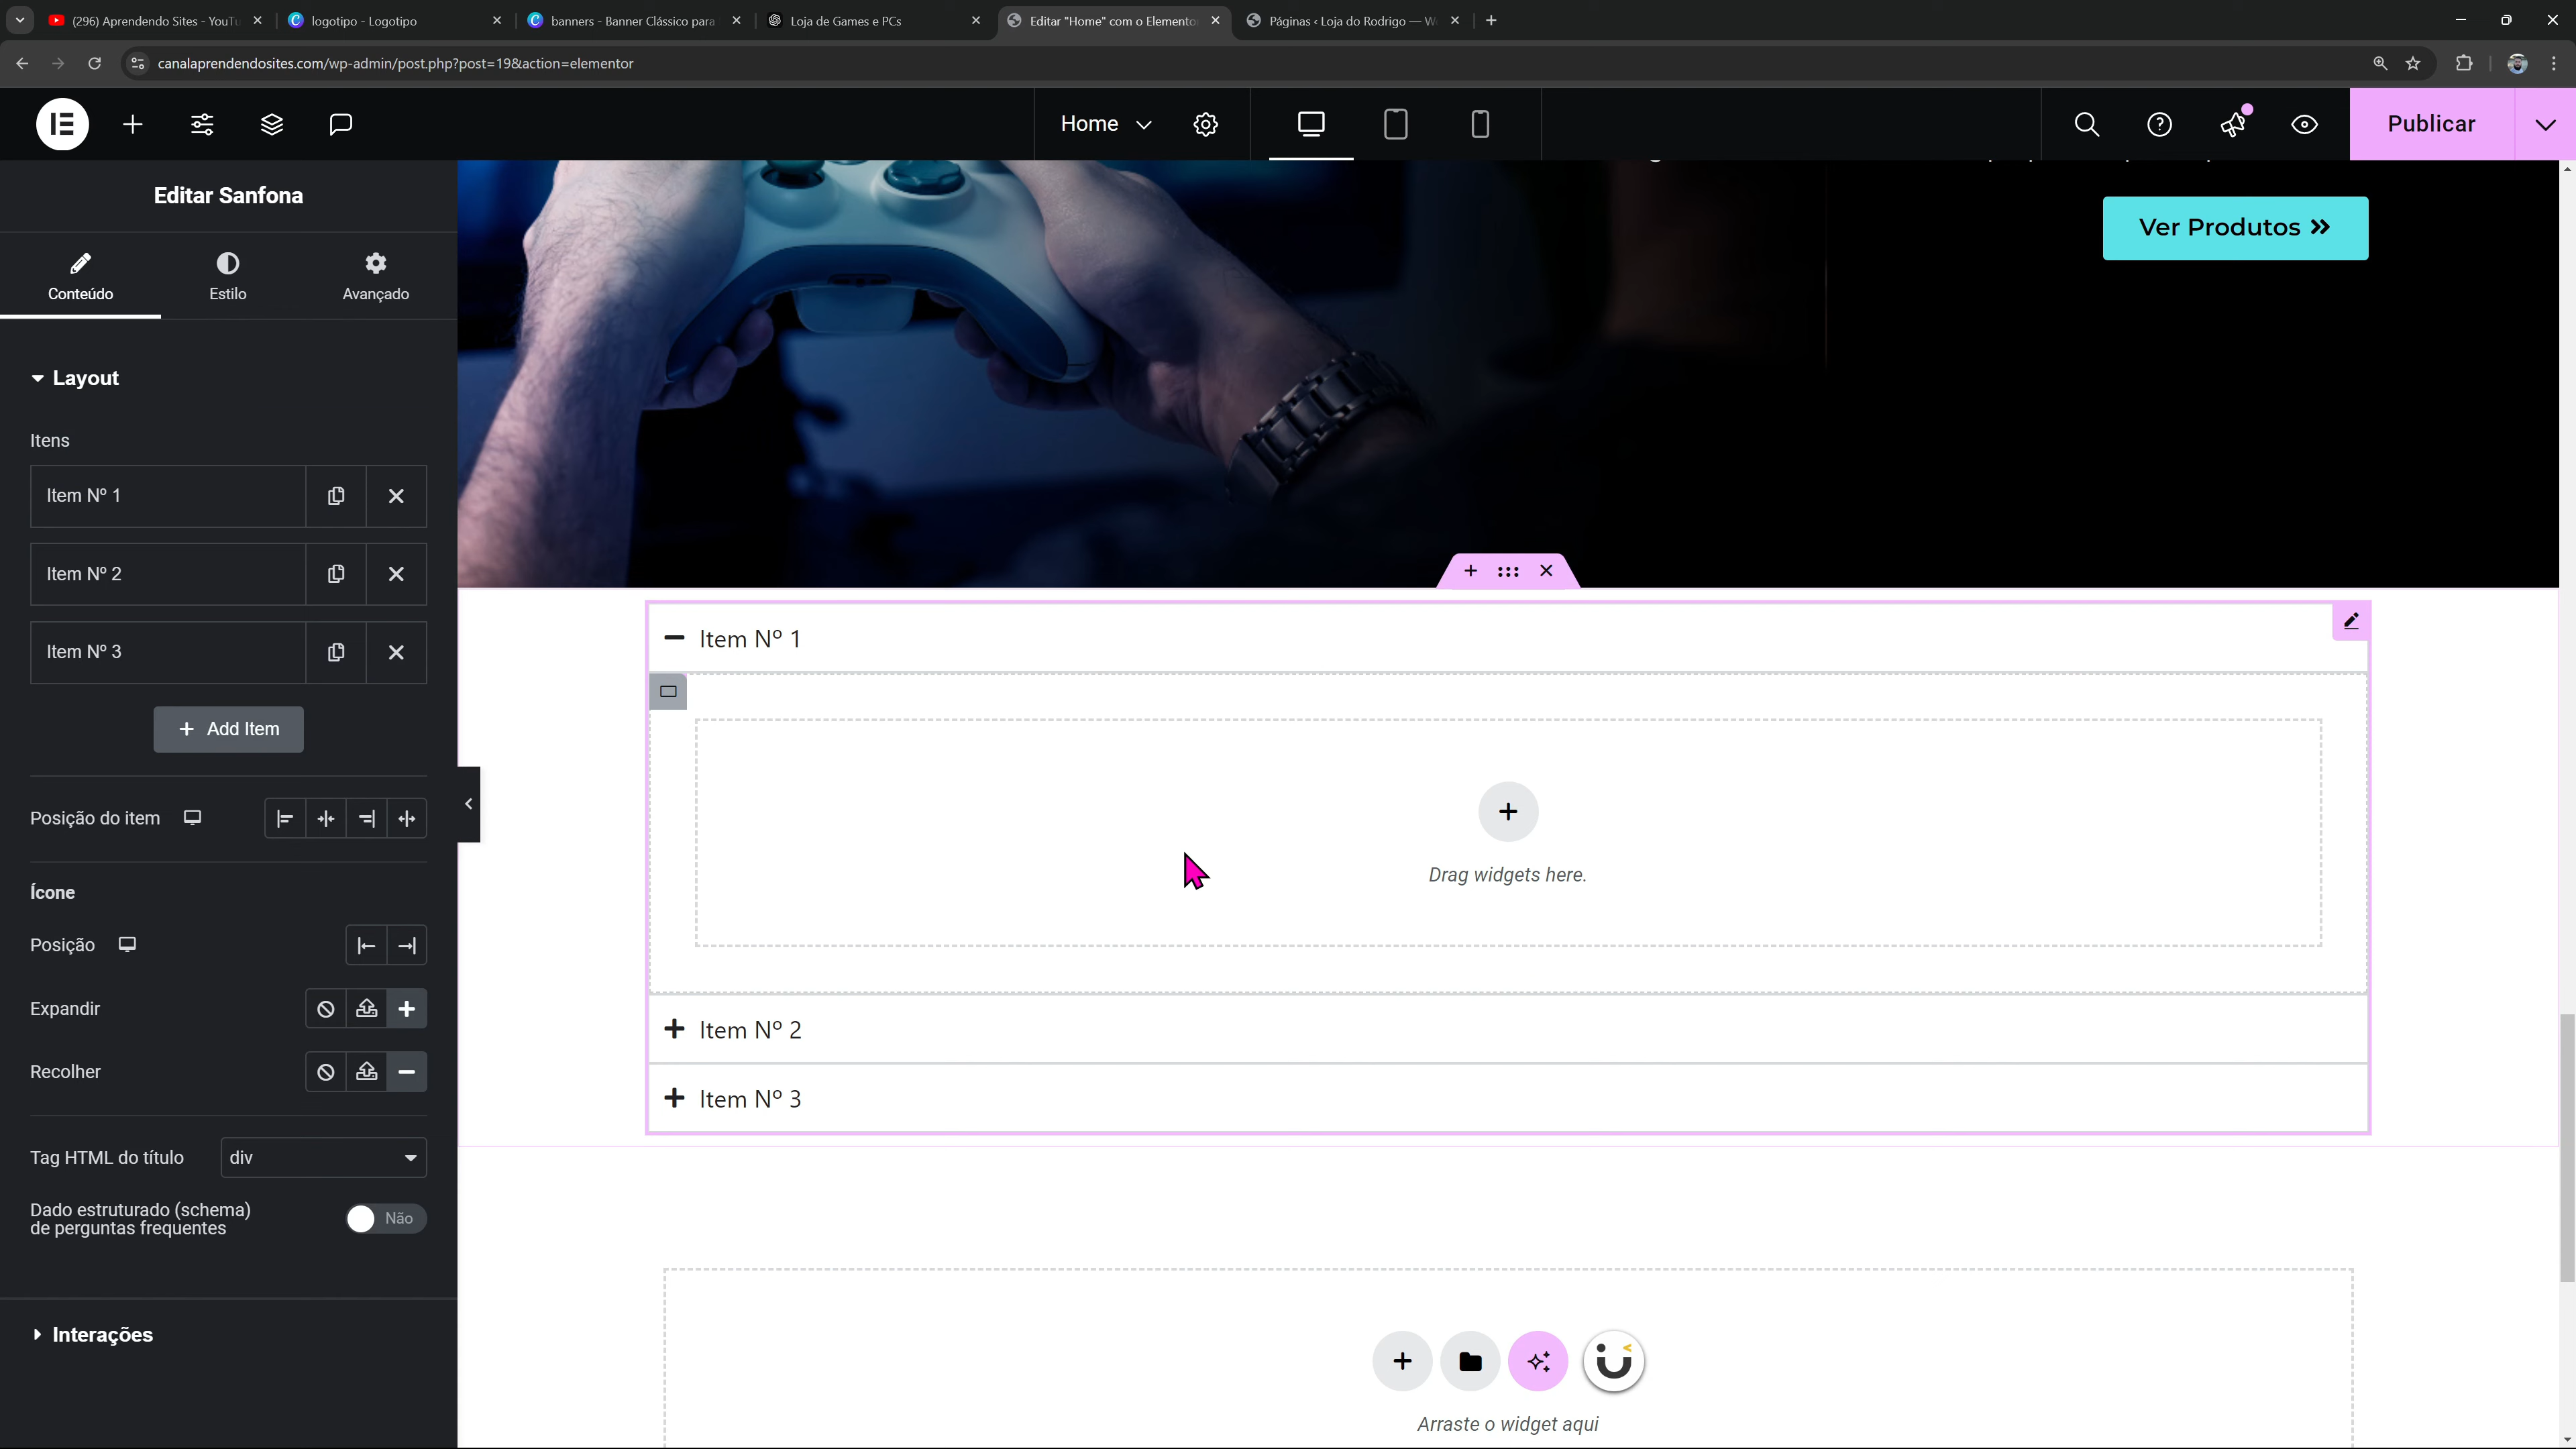 (296) Aprendendo Sites - YouTu
logotipo - Logotipo
banners - Banner Clássico para
Loja de Games e PCs
Editar "Home" com o Elemento
Páginas ‹ Loja do Rodrigo — W
canalaprendendosites.com/wp-admin/post.php?post=19&action=elementor
Home
Publicar
Editar Sanfona
Conteúdo
Estilo
Avançado
Layout
Itens
Item Nº 1
Item Nº 2
Item Nº 3
+ Add Item
Posição do item
Ícone
Posição
Expandir
Recolher
Tag HTML do título
div
Dado estruturado (schema)
de perguntas frequentes
Não
Interações
Ver Produtos »
Item Nº 1
Drag widgets here.
Item Nº 2
Item Nº 3
Arraste o widget aqui